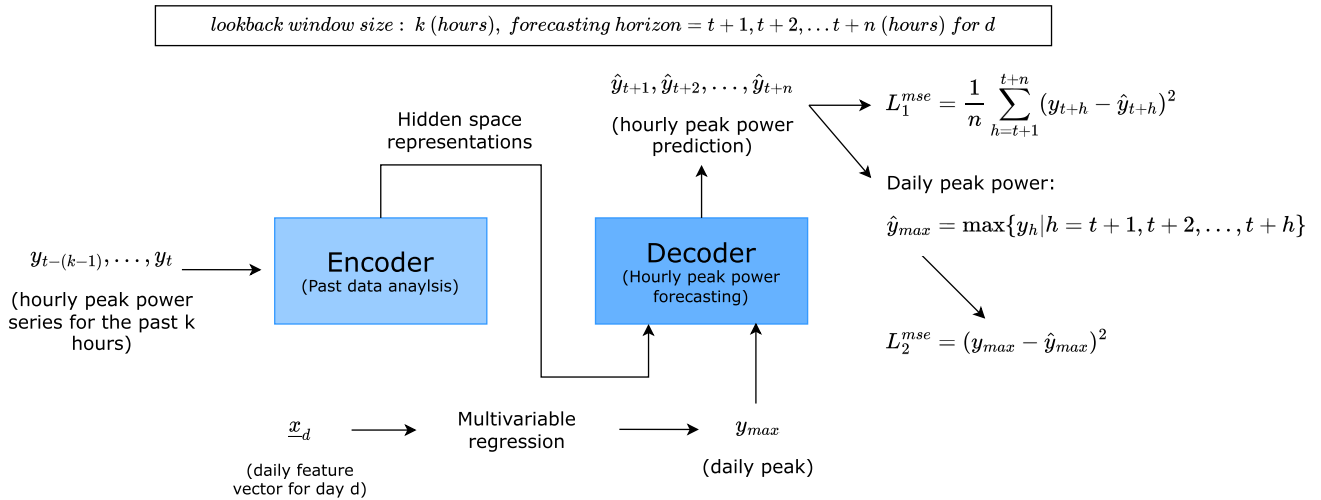 lookback window size : k (hours), forecasting horizon = t + 1, t + 2, … t + n (hours) for d
ŷ_{t+1}, ŷ_{t+2}, …, ŷ_{t+n}
(hourly peak power
prediction)
L_1^{mse} = \frac{1}{n} \sum_{h=t+1}^{t+n} (y_{t+h} − ŷ_{t+h})^2
Hidden space
representations
Daily peak power:
ŷ_{max} = max{y_h|h = t + 1, t + 2, …, t + h}
y_{t−(k−1)}, …, y_t
(hourly peak power
series for the past k
hours)
Encoder
(Past data anaylsis)
Decoder
(Hourly peak power
forecasting)
L_2^{mse} = (y_{max} − ŷ_{max})^2
x_d
(daily feature
vector for day d)
Multivariable
regression
y_{max}
(daily peak)